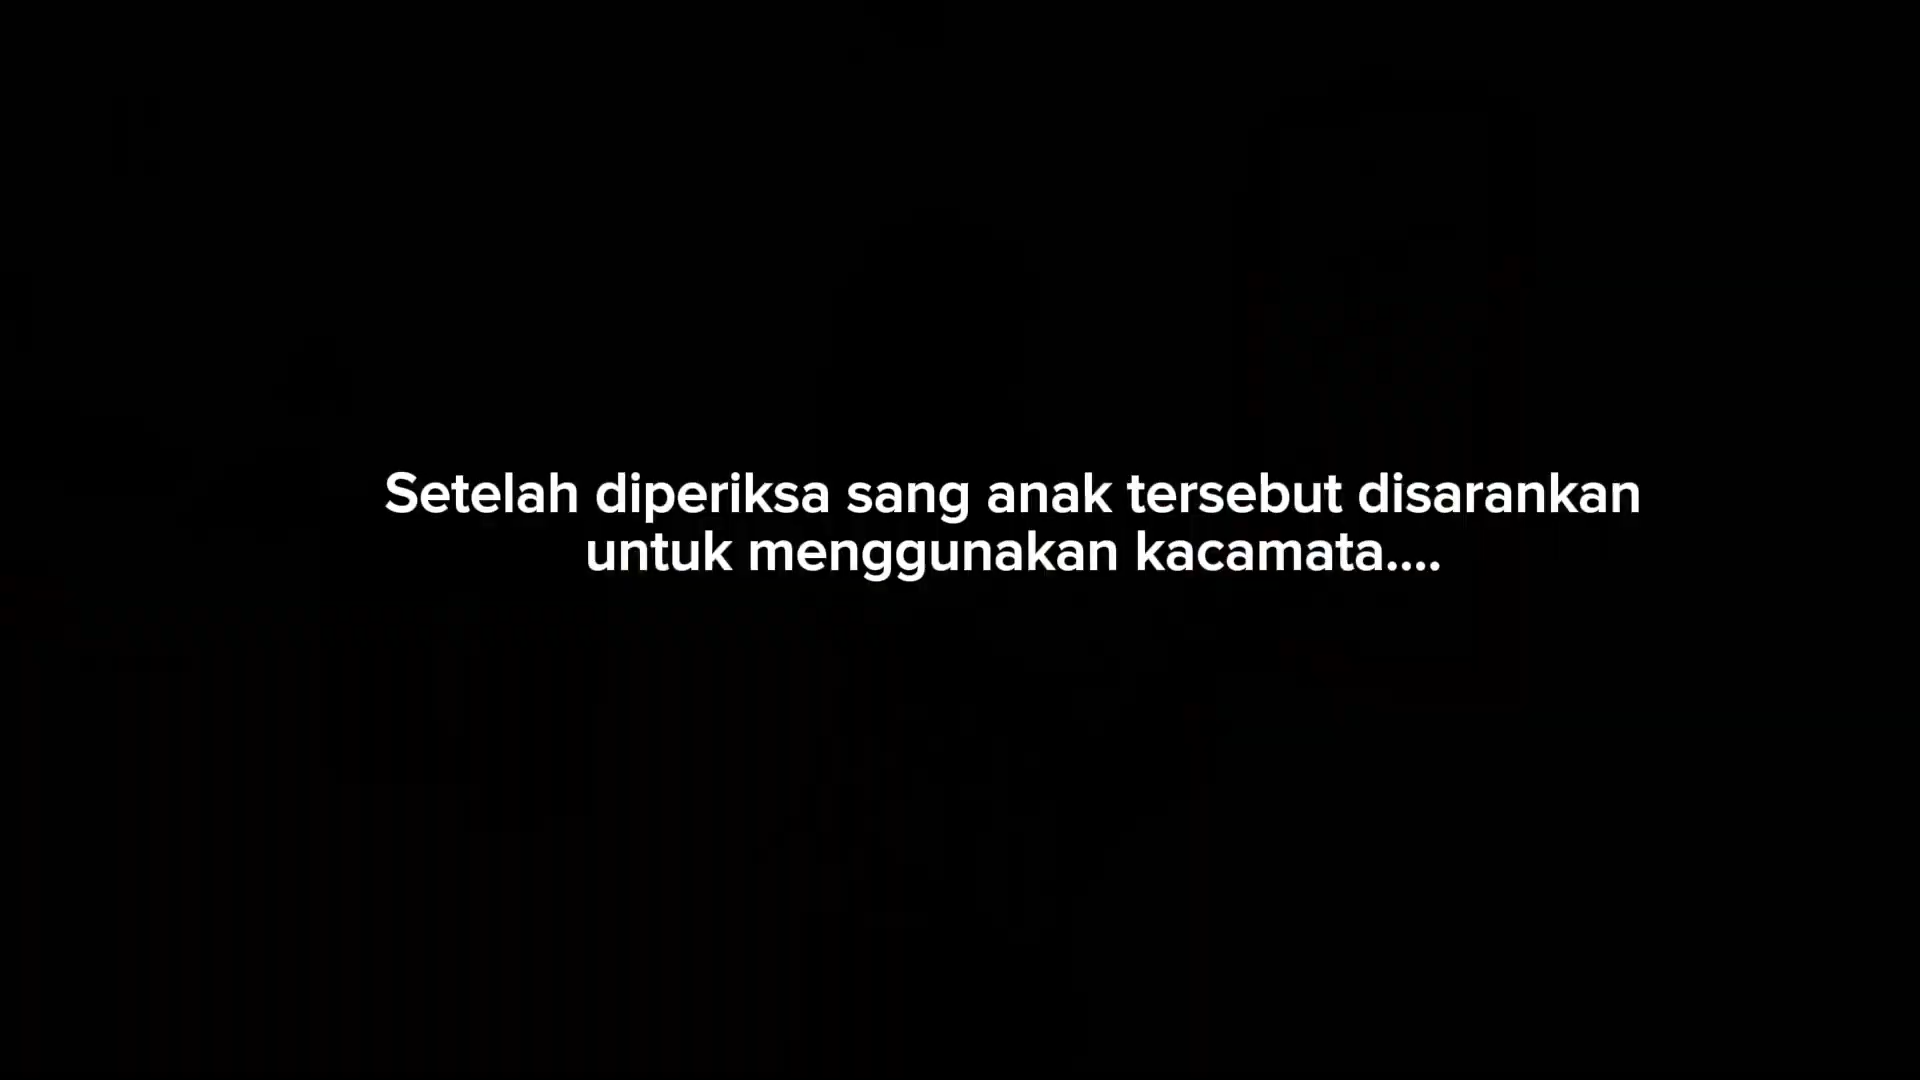 Setelah diperiksa sang anak tersebut disarankan
untuk menggunakan kacamata....